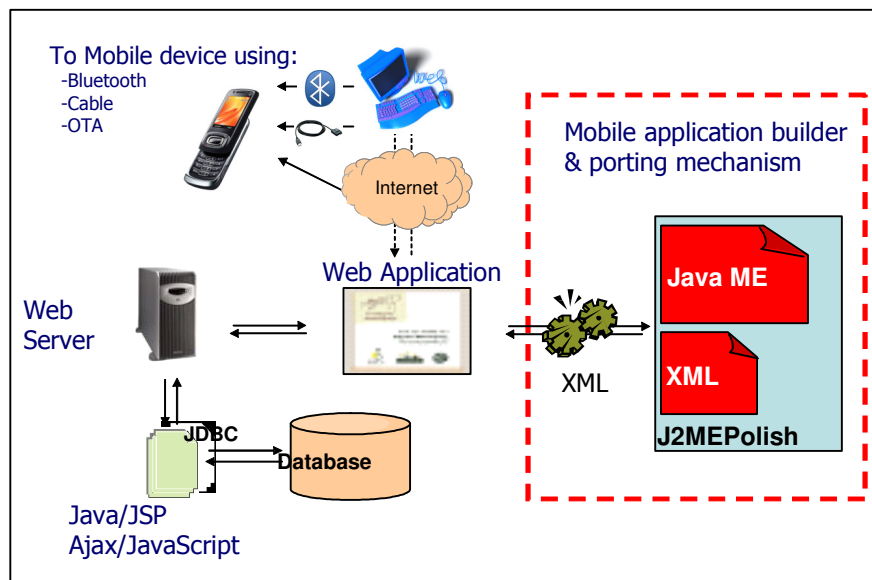 To Mobile device using:
-Bluetooth
-Cable
-OTA
Mobile application builder
& porting mechanism
Internet
Web Application
Java ME
Web
Server
XML
XML
J2MEPolish
JDBC
Database
Java/JSP
Ajax/JavaScript